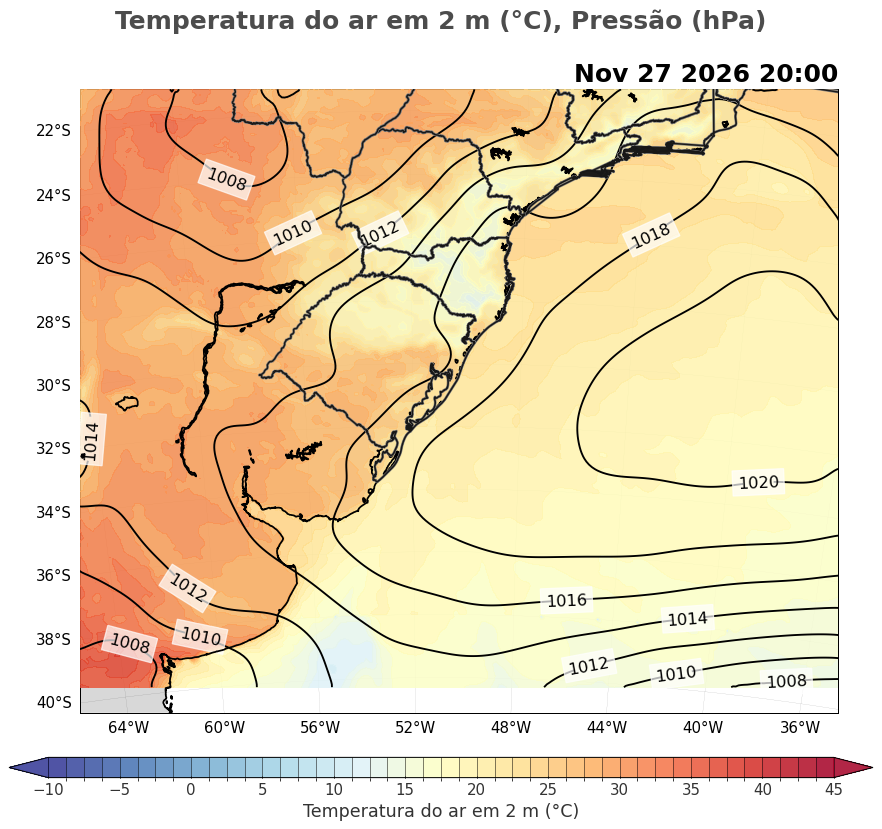 Temperatura do ar em 2 m (°C), Pressão (hPa)
Nov 27 2026 20:00
22°S
24°S
26°S
28°S
30°S
32°S
34°S
36°S
38°S
40°S
1008
1010
1012
1018
1014
1020
1012
1016
1010
1014
1008
1012
1010
1008
64°W
60°W
56°W
52°W
48°W
44°W
40°W
36°W
−10
−5
0
5
10
15
20
25
30
35
40
45
Temperatura do ar em 2 m (°C)